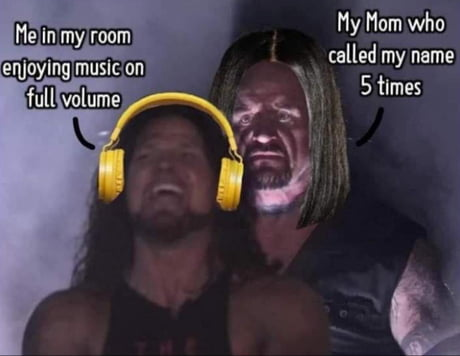 Me in my room
enjoying music on
full volume
My Mom who
called my name
5 times